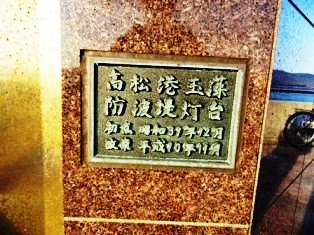 高松港玉藻
防波堤灯台
初点 昭和39年12月
改築 平成10年11月